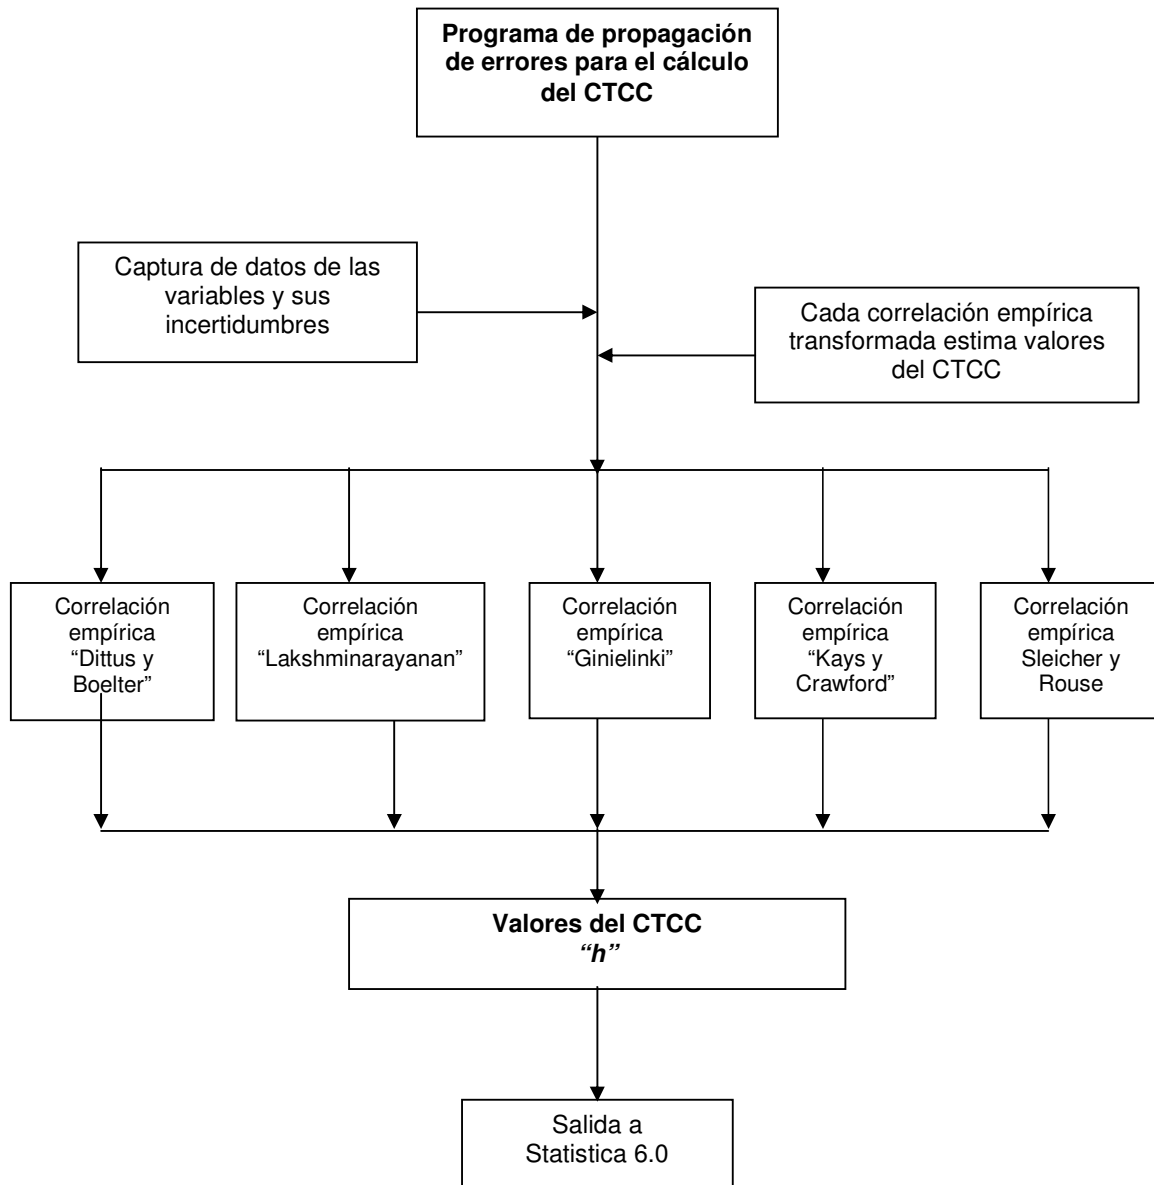 Programa de propagación
de errores para el cálculo
del CTCC
Captura de datos de las
variables y sus
incertidumbres
Cada correlación empírica
transformada estima valores
del CTCC
Correlación
empírica
“Dittus y
Boelter”
Correlación
empírica
“Lakshminarayanan”
Correlación
empírica
“Ginielinki”
Correlación
empírica
“Kays y
Crawford”
Correlación
empírica
Sleicher y
Rouse
Valores del CTCC
“h”
Salida a
Statistica 6.0